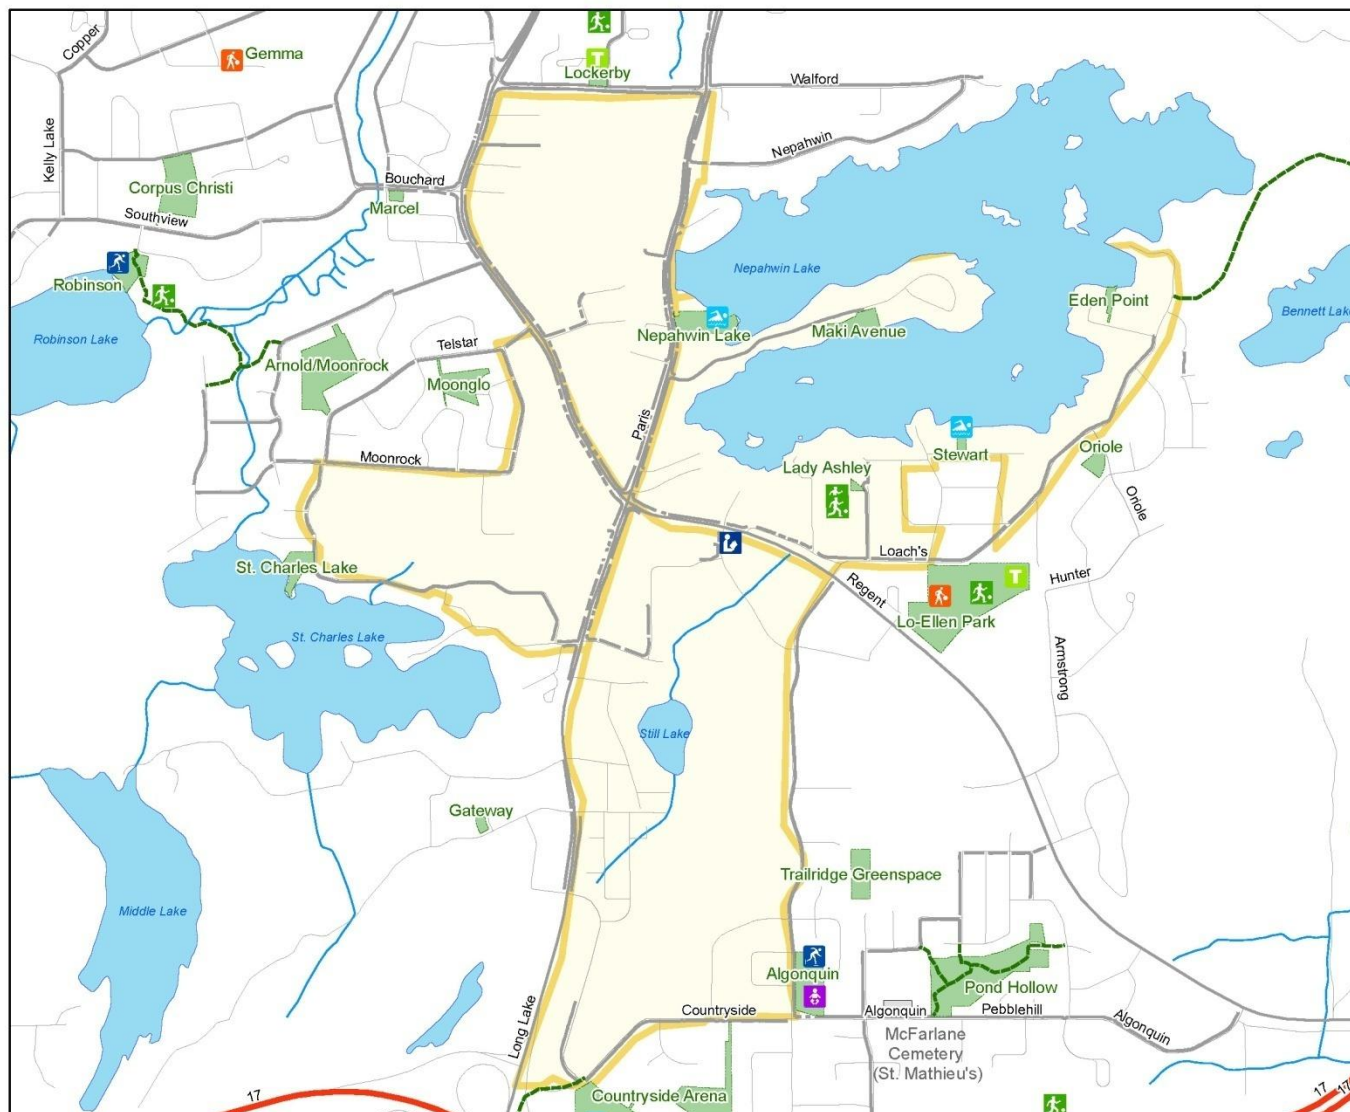 Copper
Gemma
Lockerby
Walford
Kelly Lake
Nepahwin
Corpus Christi
Bouchard
Marcel
Southview
Robinson
Nepahwin Lake
Eden Point
Bennett Lake
Robinson Lake
Telstar
Nepahwin Lake
Maki Avenue
Arnold/Moonrock
Moonglo
Paris
Moonrock
Lady Ashley
Stewart
Oriole
Oriole
St. Charles Lake
Loach's
Regent
Hunter
Lo-Ellen Park
St. Charles Lake
Armstrong
Still Lake
Gateway
Trailridge Greenspace
Middle Lake
Algonquin
Pond Hollow
Long Lake
Countryside
Algonquin
Pebblehill
Algonquin
McFarlane
Cemetery
(St. Mathieu's)
17
Countryside Arena
17
17